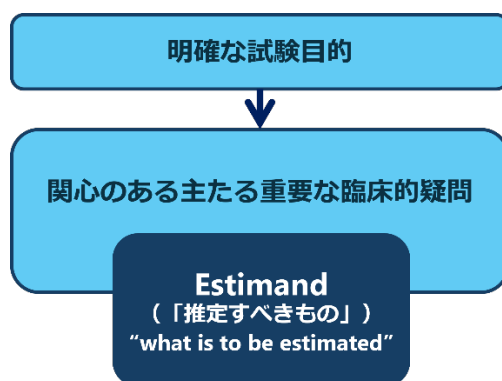 明確な試験目的
関心のある主たる重要な臨床的疑問
Estimand
（「推定すべきもの」）
“what is to be estimated”